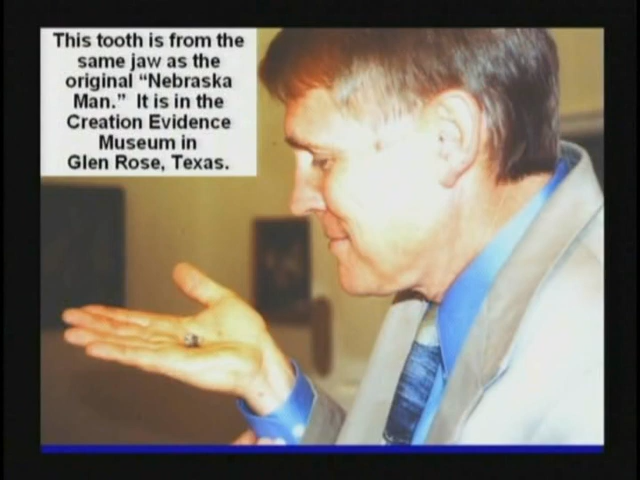 This tooth is from the
same jaw as the
original “Nebraska
Man.” It is in the
Creation Evidence
Museum in
Glen Rose, Texas.